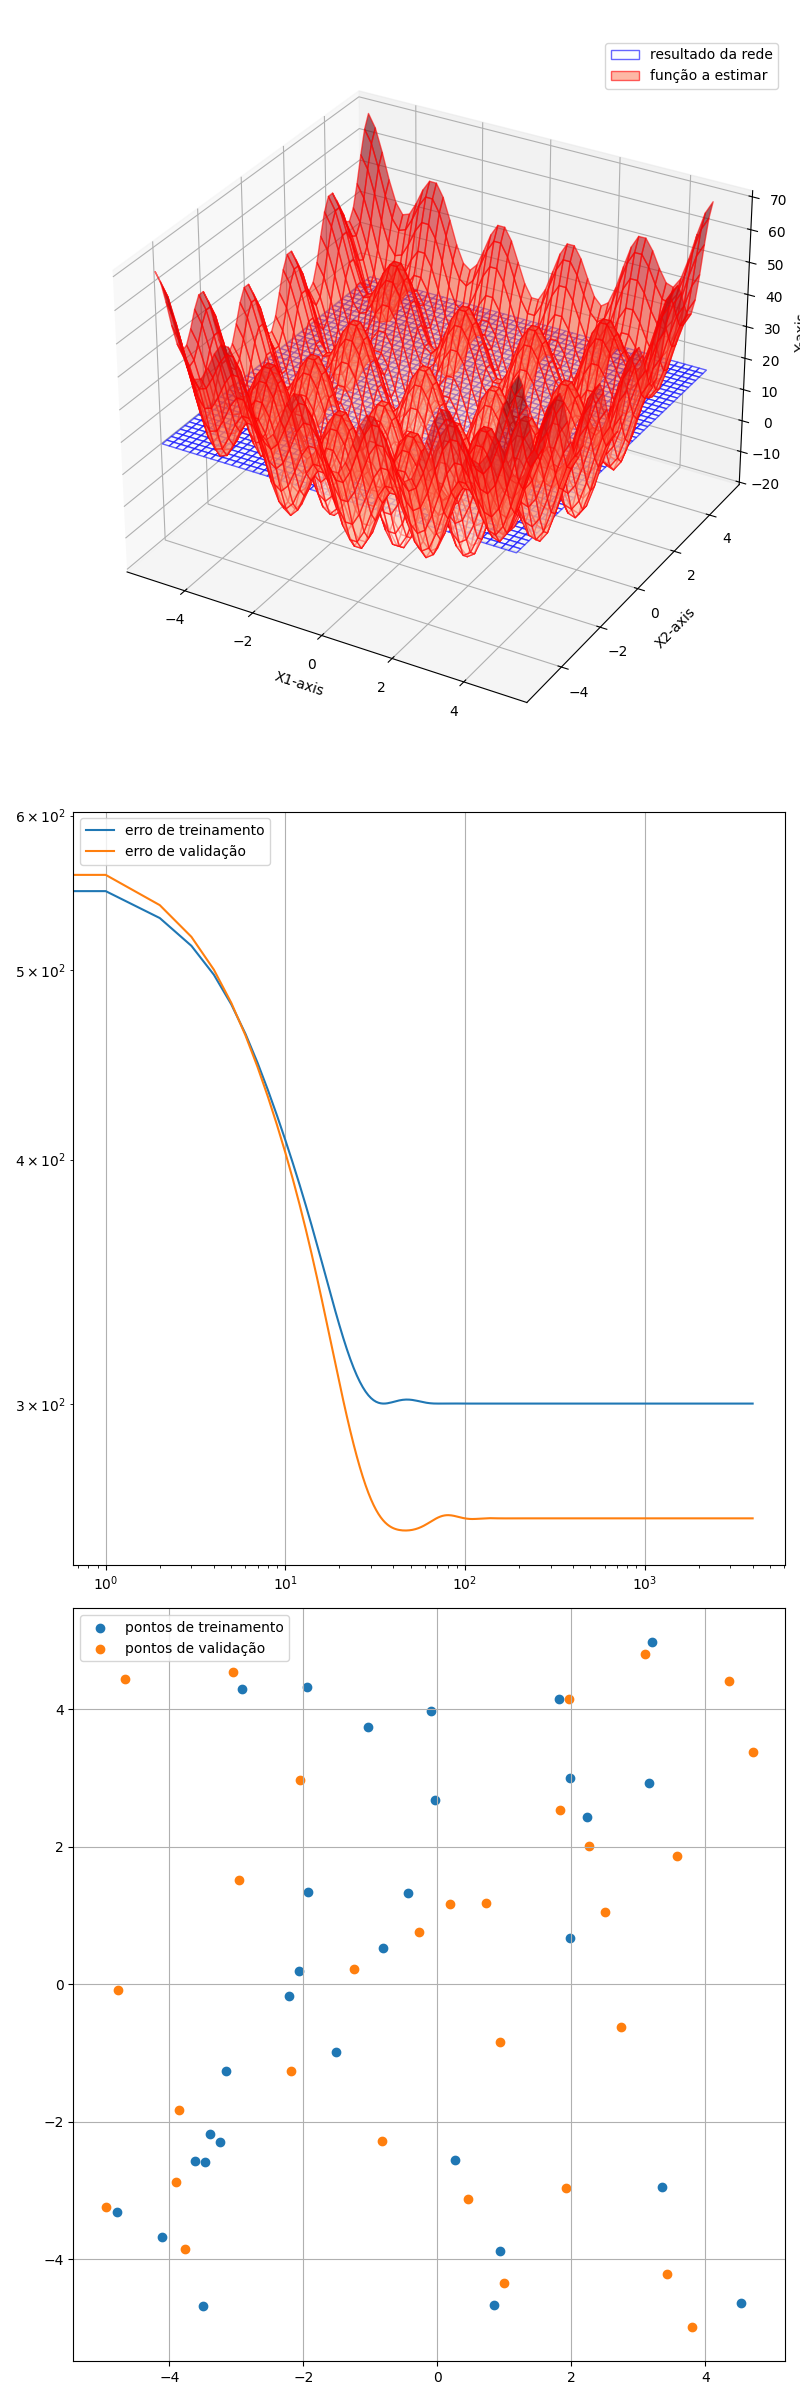 resultado da rede
função a estimar
70
60
50
40
30
20
10
0
−10
−20
4
2
0
−2
−4
X2-axis
−4
−2
0
2
4
X1-axis
6 × 10²
5 × 10²
4 × 10²
3 × 10²
erro de treinamento
erro de validação
10⁰
10¹
10²
10³
pontos de treinamento
pontos de validação
4
2
0
−2
−4
−4
−2
0
2
4